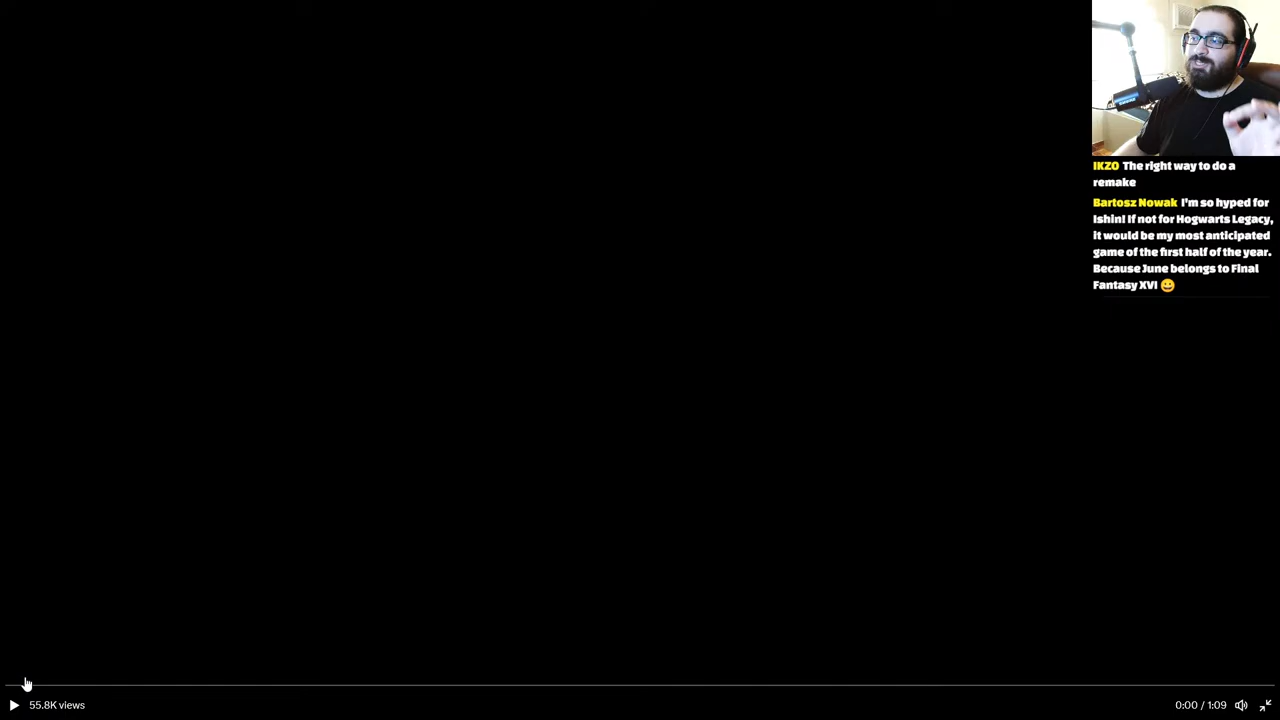 IKZO The right way to do a
remake
Bartosz Nowak I'm so hyped for
Ishin! If not for Hogwarts Legacy,
it would be my most anticipated
game of the first half of the year.
Because June belongs to Final
Fantasy XVI 😀
55.8K views
0:00 / 1:09